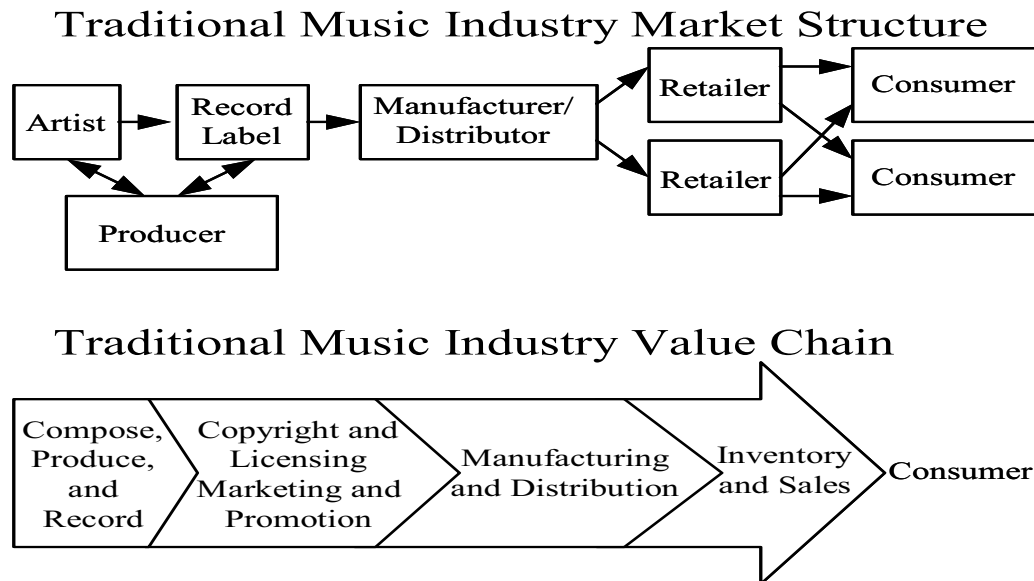 Traditional Music Industry Market Structure
Artist
Record
Label
Manufacturer/
Distributor
Retailer
Consumer
Retailer
Consumer
Producer
Traditional Music Industry Value Chain
Compose,
Produce,
and
Record
Copyright and
Licensing
Marketing and
Promotion
Manufacturing
and Distribution
Inventory
and Sales
Consumer